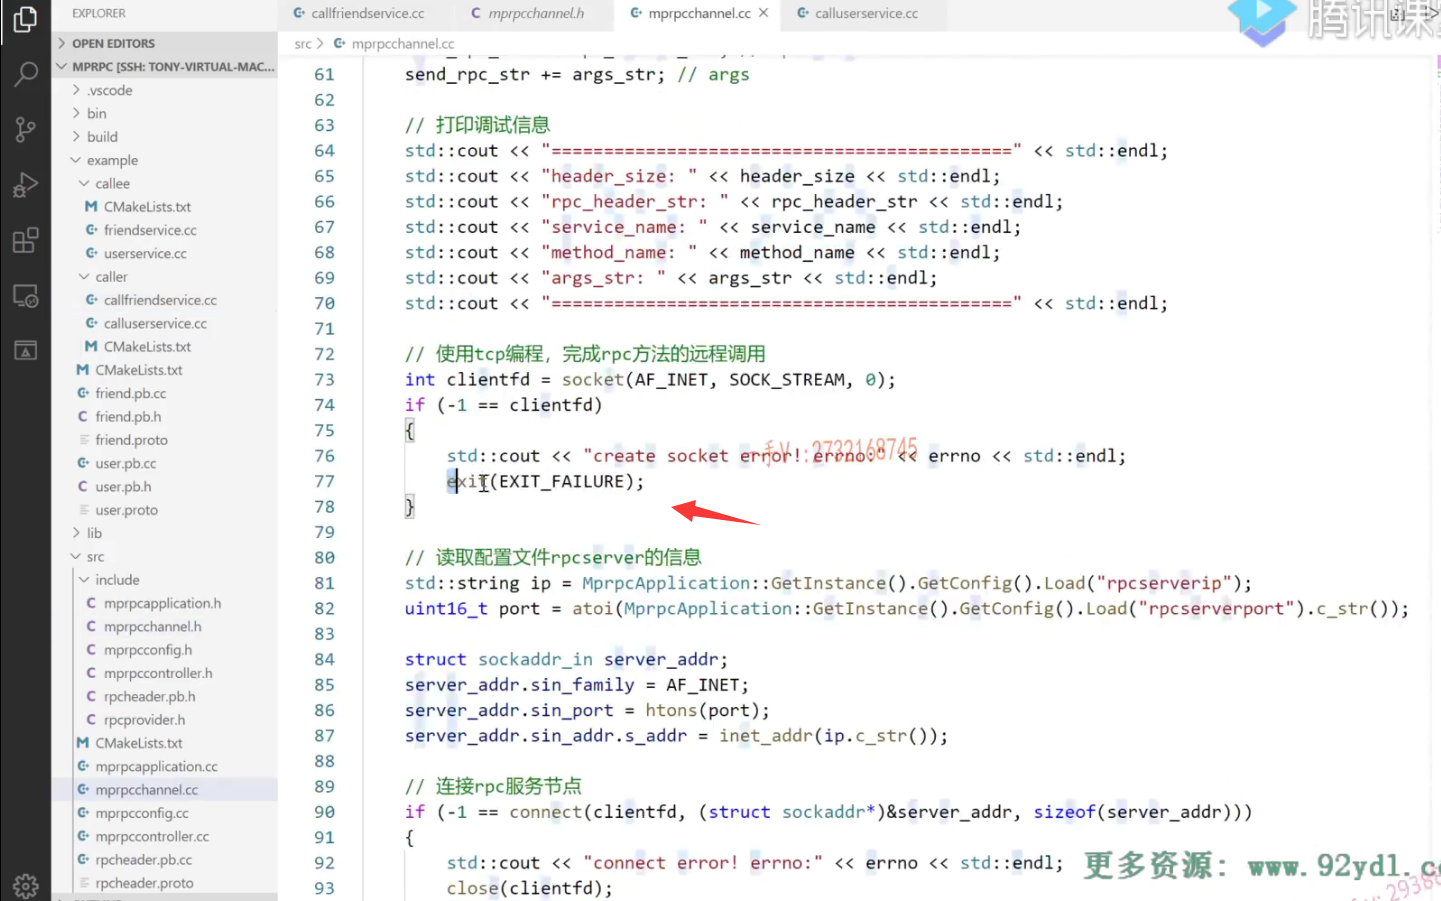 EXPLORER
callfriendservice.cc
mprpcchannel.h
mprpcchannel.cc
calluserservice.cc
腾讯课
OPEN EDITORS
src > mprpcchannel.cc
MPRPC [SSH: TONY-VIRTUAL-MAC...
.vscode
bin
build
example
callee
CMakeLists.txt
friendservice.cc
userservice.cc
caller
callfriendservice.cc
calluserservice.cc
CMakeLists.txt
CMakeLists.txt
friend.pb.cc
friend.pb.h
friend.proto
user.pb.cc
user.pb.h
user.proto
lib
src
include
mprpcapplication.h
mprpcchannel.h
mprpcconfig.h
mprpccontroller.h
rpcheader.pb.h
rpcprovider.h
CMakeLists.txt
mprpcapplication.cc
mprpcchannel.cc
mprpcconfig.cc
mprpccontroller.cc
rpcheader.pb.cc
rpcheader.proto
61 send_rpc_str += args_str; // args
62
63 // 打印调试信息
64 std::cout << "============================================" << std::endl;
65 std::cout << "header_size: " << header_size << std::endl;
66 std::cout << "rpc_header_str: " << rpc_header_str << std::endl;
67 std::cout << "service_name: " << service_name << std::endl;
68 std::cout << "method_name: " << method_name << std::endl;
69 std::cout << "args_str: " << args_str << std::endl;
70 std::cout << "============================================" << std::endl;
71
72 // 使用tcp编程，完成rpc方法的远程调用
73 int clientfd = socket(AF_INET, SOCK_STREAM, 0);
74 if (-1 == clientfd)
75 {
76 std::cout << "create socket error! errno:" << errno << std::endl;
77 exit(EXIT_FAILURE);
78 }
79
80 // 读取配置文件rpcserver的信息
81 std::string ip = MprpcApplication::GetInstance().GetConfig().Load("rpcserverip");
82 uint16_t port = atoi(MprpcApplication::GetInstance().GetConfig().Load("rpcserverport").c_str());
83
84 struct sockaddr_in server_addr;
85 server_addr.sin_family = AF_INET;
86 server_addr.sin_port = htons(port);
87 server_addr.sin_addr.s_addr = inet_addr(ip.c_str());
88
89 // 连接rpc服务节点
90 if (-1 == connect(clientfd, (struct sockaddr*)&server_addr, sizeof(server_addr)))
91 {
92 std::cout << "connect error! errno:" << errno << std::endl;
93 close(clientfd);
2732168745
更多资源: www.92ydl.c